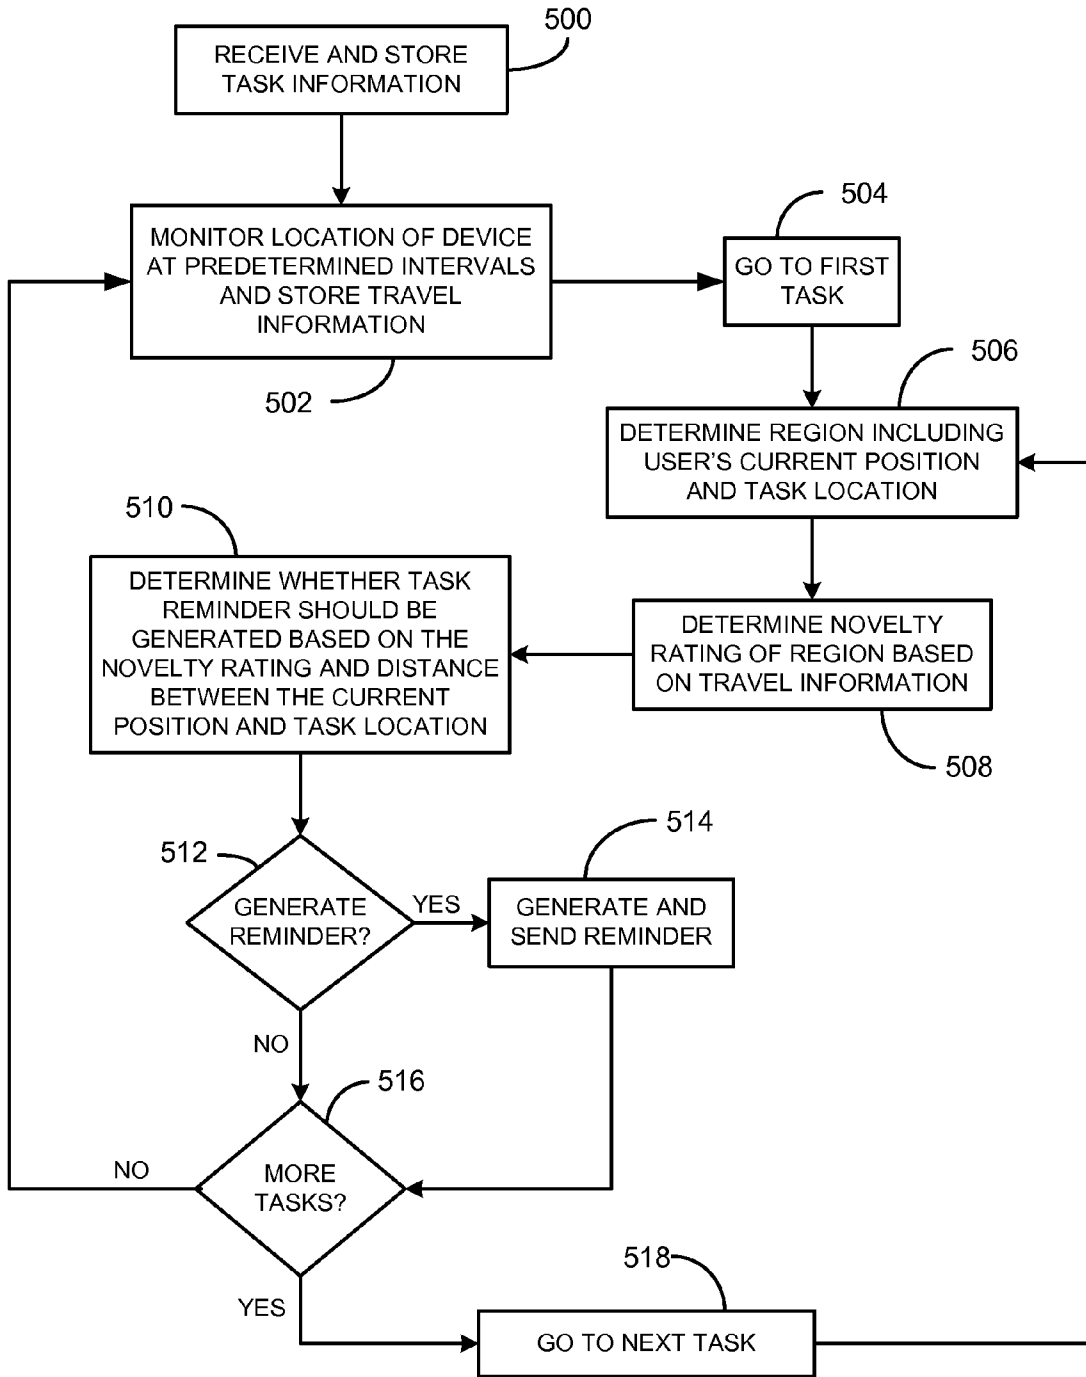 500
RECEIVE AND STORE
TASK INFORMATION
504
MONITOR LOCATION OF DEVICE
AT PREDETERMINED INTERVALS
AND STORE TRAVEL
INFORMATION
GO TO FIRST
TASK
502
506
DETERMINE REGION INCLUDING
USER'S CURRENT POSITION
AND TASK LOCATION
510
DETERMINE WHETHER TASK
REMINDER SHOULD BE
GENERATED BASED ON THE
NOVELTY RATING AND DISTANCE
BETWEEN THE CURRENT
POSITION AND TASK LOCATION
DETERMINE NOVELTY
RATING OF REGION BASED
ON TRAVEL INFORMATION
508
512
514
GENERATE
REMINDER?
YES
GENERATE AND
SEND REMINDER
NO
516
NO
MORE
TASKS?
YES
518
GO TO NEXT TASK